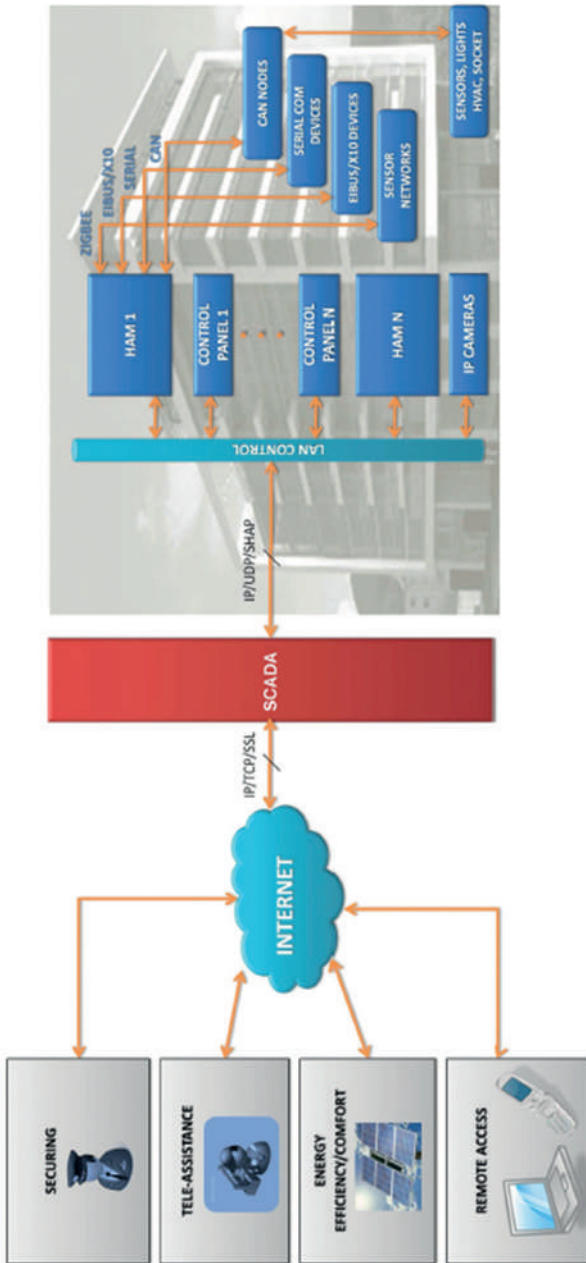 SECURING
TELE-ASSISTANCE
ENERGY
EFFICIENCY/COMFORT
REMOTE ACCESS
INTERNET
IP/TCP/SSL
SCADA
IP/UDP/SHAP
LAN CONTROL
HAM 1
CONTROL
PANEL 1
CONTROL
PANEL N
HAM N
IP CAMERAS
ZIGBEE
EIBUS/X10
SERIAL
CAN
CAN NODES
SERIAL COM
DEVICES
EIBUS/X10 DEVICES
SENSOR
NETWORKS
SENSORS, LIGHTS
HVAC, SOCKET